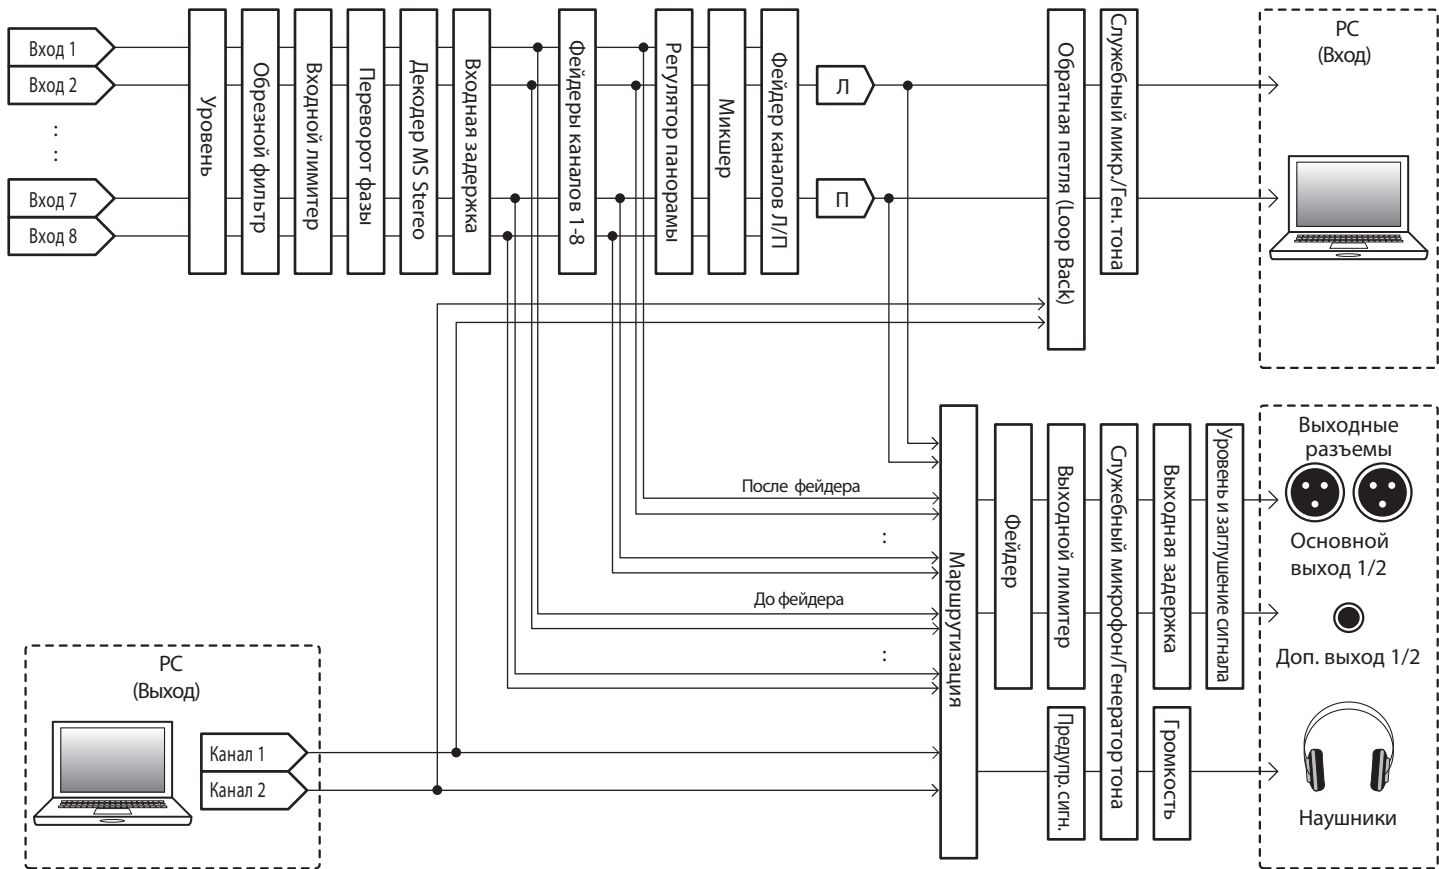 Вход 1
Вход 2
:
:
Вход 7
Вход 8
Уровень
Обрезной фильтр
Входной лимитер
Переворот фазы
Декодер MS Stereo
Входная задержка
Фейдеры каналов 1-8
Регулятор панорамы
Микшер
Фейдер каналов Л/П
Л
П
Обратная петля (Loop Back)
Служебный микр./Ген. тона
PC
(Вход)
После фейдера
:
До фейдера
:
Маршрутизация
Фейдер
Выходной лимитер
Служебный микрофон/Генератор тона
Выходная задержка
Уровень и заглушение сигнала
Предупр. сигн.
Громкость
Выходные
разъемы
Основной
выход 1/2
Доп. выход 1/2
Наушники
PC
(Выход)
Канал 1
Канал 2